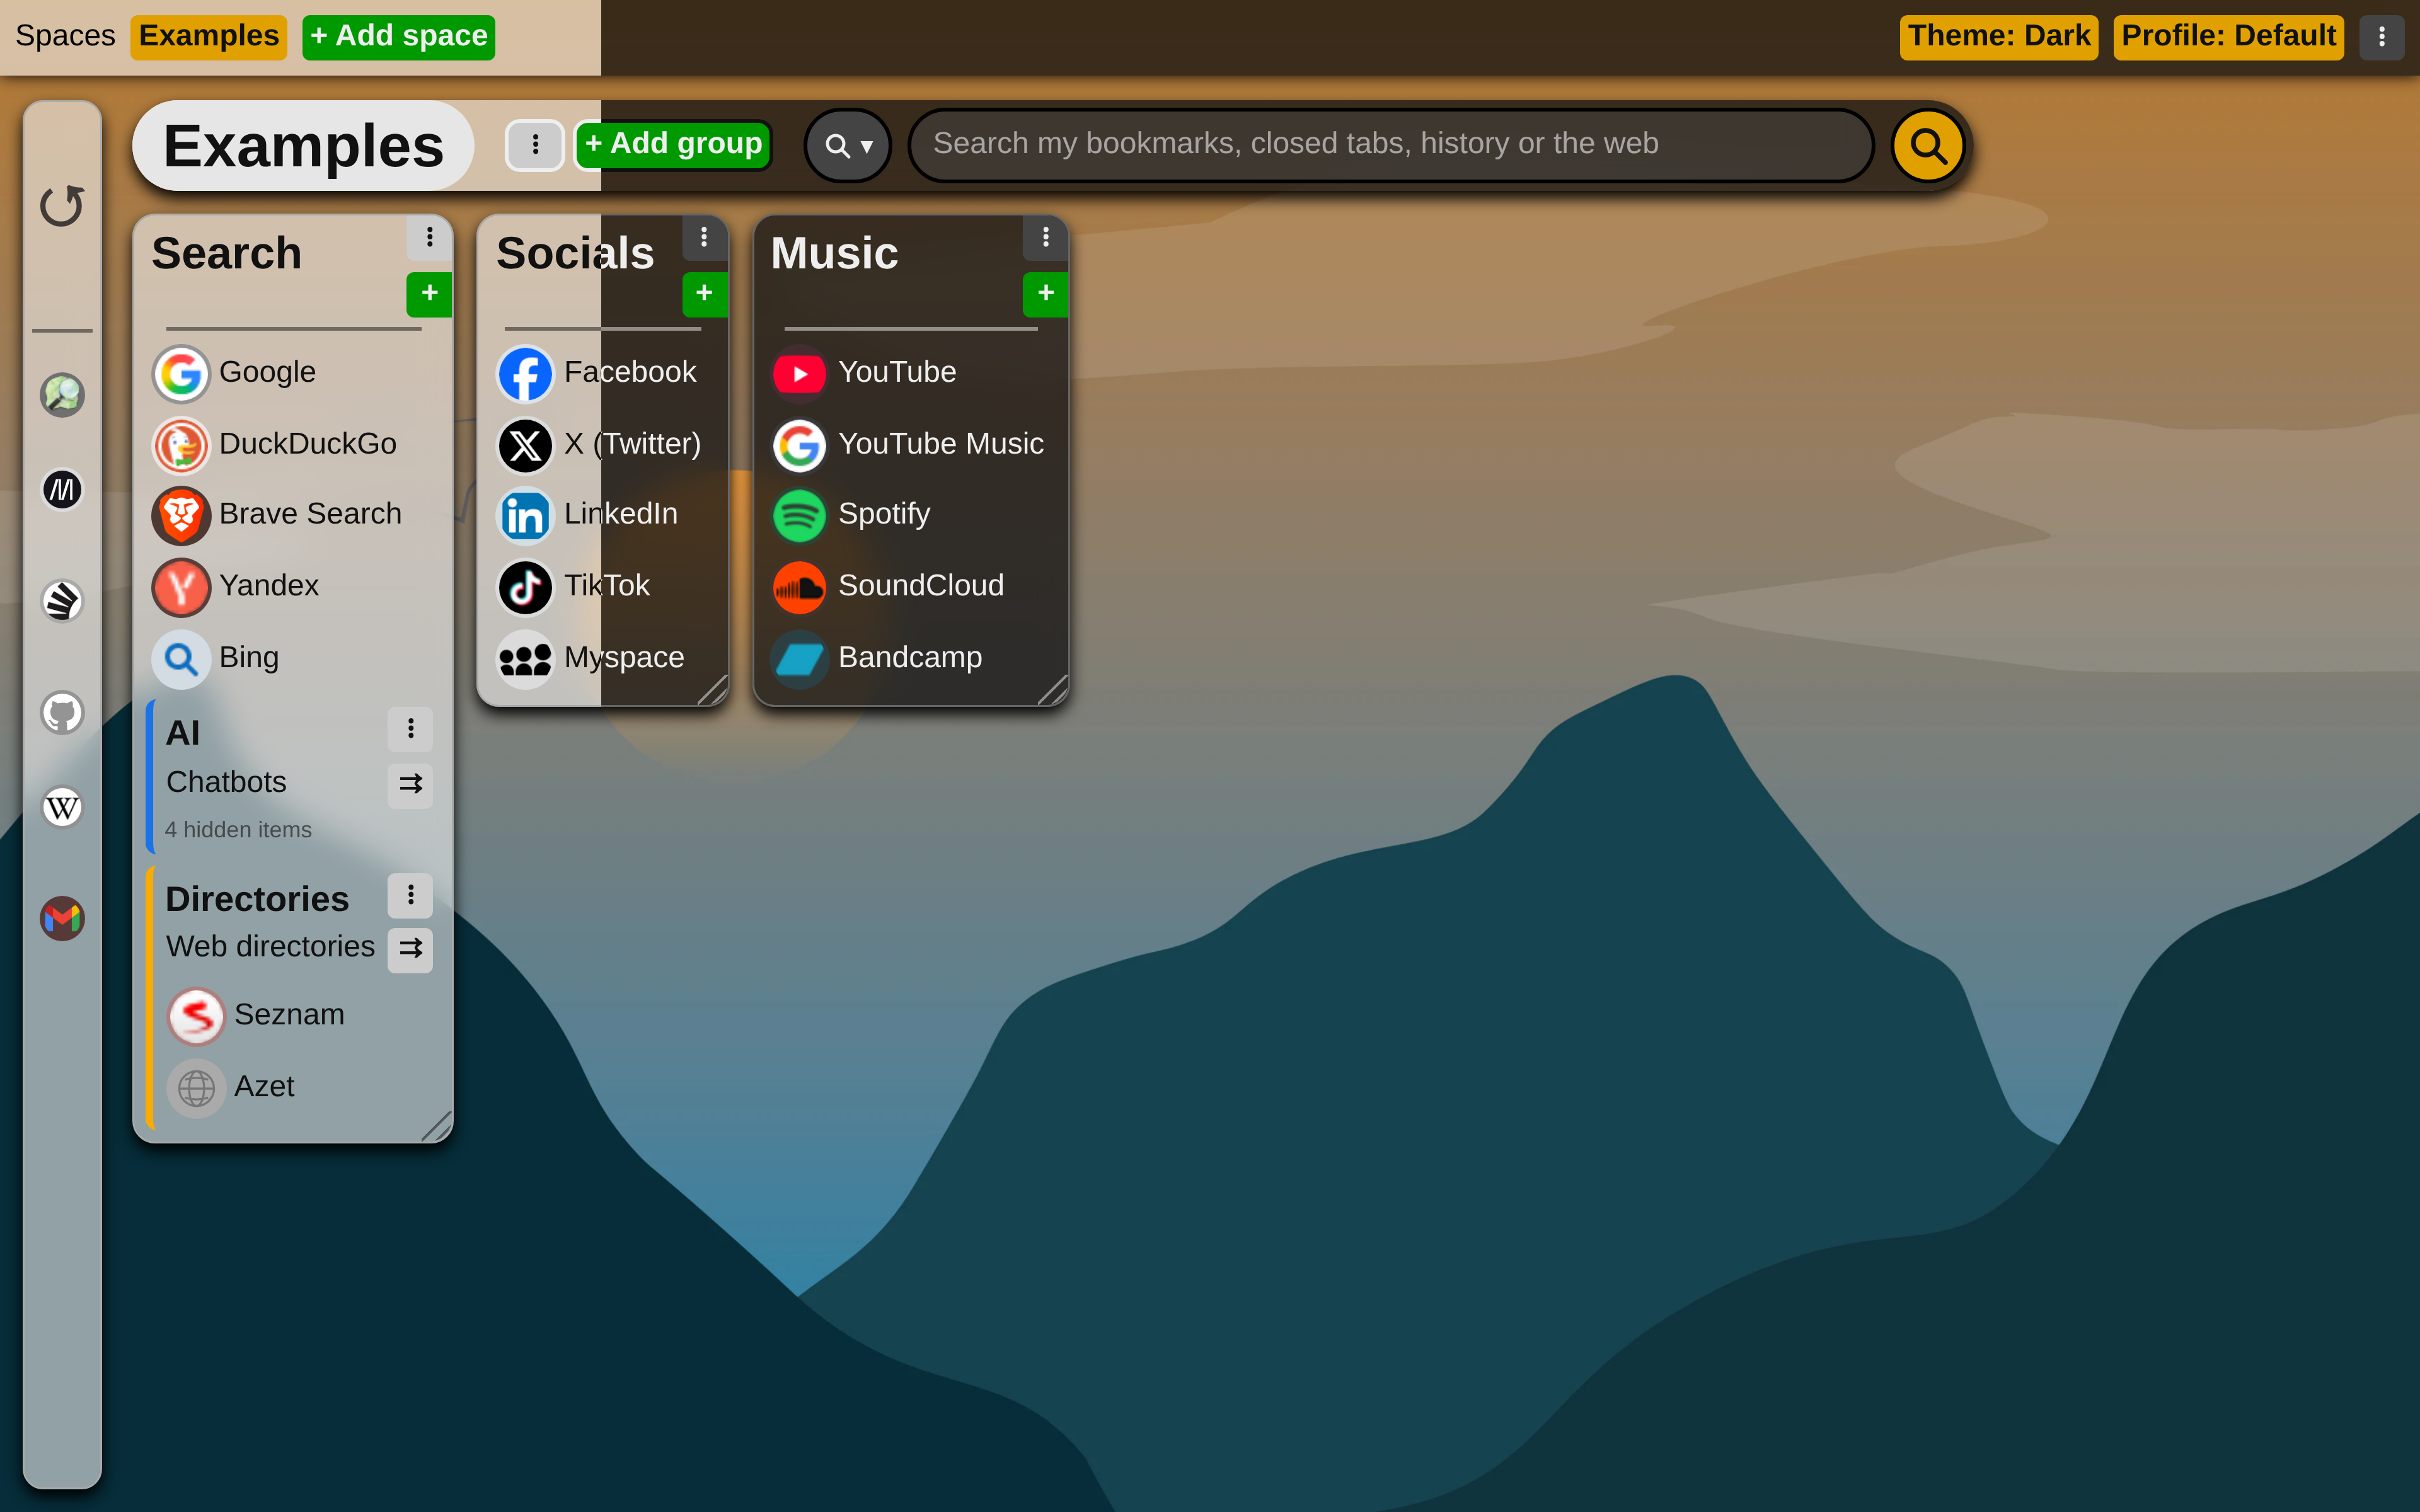 Spaces Examples + Add space Theme: Dark Profile: Default
Examples + Add group Search my bookmarks, closed tabs, history or the web
Search
+
Google
DuckDuckGo
Brave Search
Yandex
Bing
AI
Chatbots
4 hidden items
Directories
Web directories
Seznam
Azet
Socials
+
Facebook
X (Twitter)
LinkedIn
TikTok
Myspace
Music
+
YouTube
YouTube Music
Spotify
SoundCloud
Bandcamp